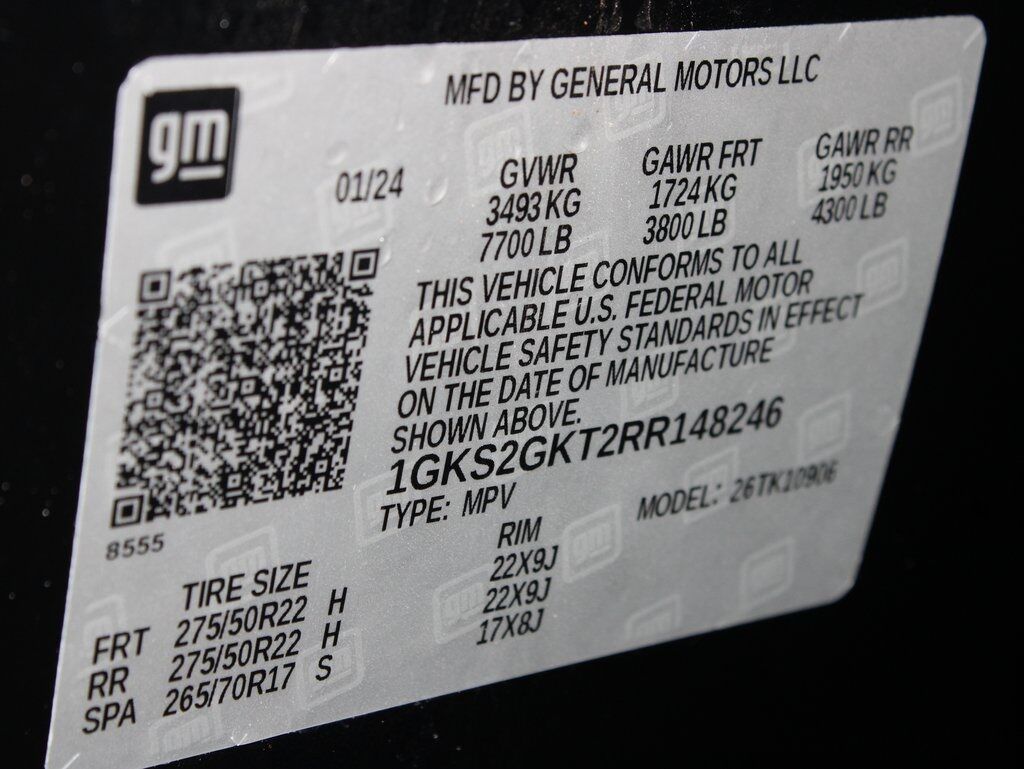 gm
MFD BY GENERAL MOTORS LLC
01/24
GVWR GAWR FRT GAWR RR
3493 KG 1724 KG 1950 KG
7700 LB 3800 LB 4300 LB
THIS VEHICLE CONFORMS TO ALL
APPLICABLE U.S. FEDERAL MOTOR
VEHICLE SAFETY STANDARDS IN EFFECT
ON THE DATE OF MANUFACTURE
SHOWN ABOVE.
1GKS2GKT2RR148246
TYPE: MPV MODEL: 26TK10906
8555
TIRE SIZE RIM
FRT 275/50R22 H 22X9J
RR 275/50R22 H 22X9J
SPA 265/70R17 S 17X8J